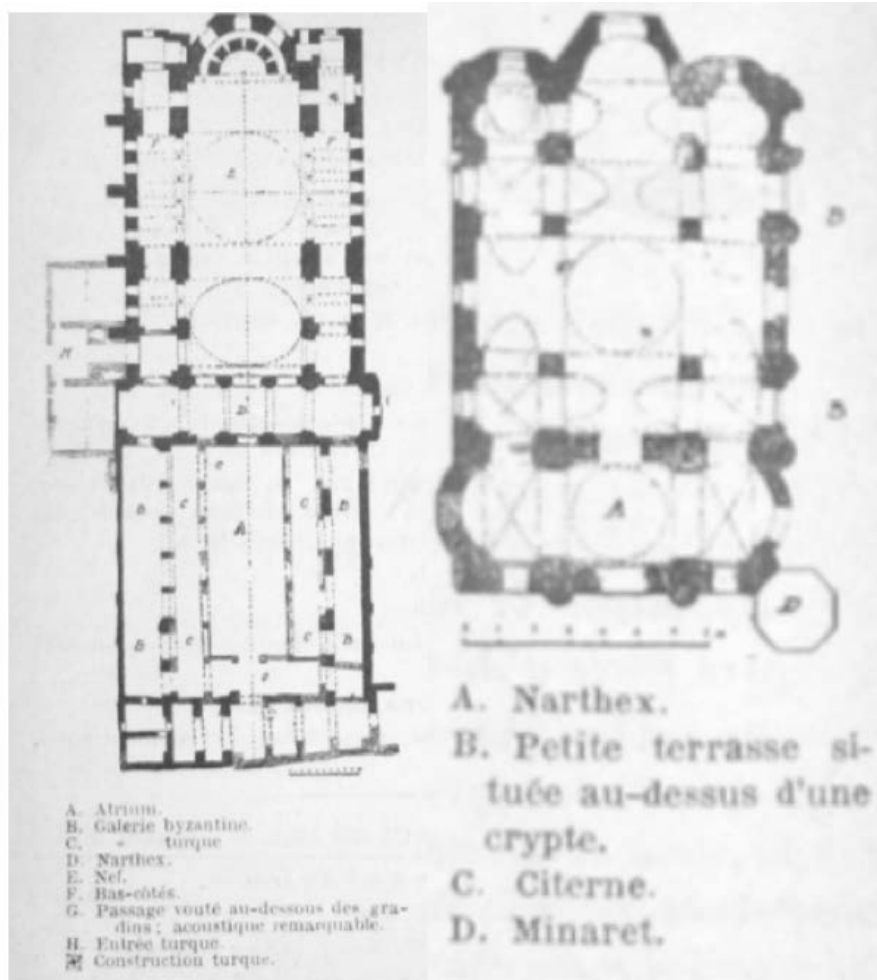 A. Atrium.
B. Galerie byzantine.
C. " turque
D. Narthex.
E. Nef.
F. Bas-côtés.
G. Passage vouté au-dessous des gra-
dins ; acoustique remarquable.
H. Entrée turque.
Construction turque.
A
D
B
B
A. Narthex.
B. Petite terrasse si-
tuée au-dessus d'une
crypte.
C. Citerne.
D. Minaret.